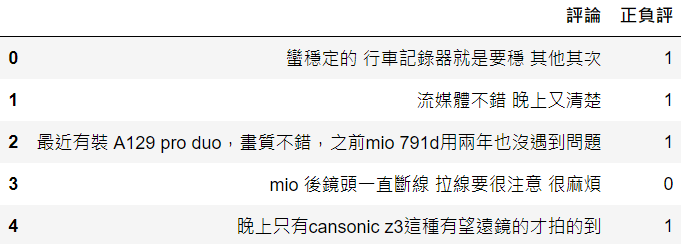 評論 正負評
0 蠻穩定的 行車記錄器就是要穩 其他其次 1
1 流媒體不錯 晚上又清楚 1
2 最近有裝 A129 pro duo，畫質不錯，之前mio 791d用兩年也沒遇到問題 1
3 mio 後鏡頭一直斷線 拉線要很注意 很麻煩 0
4 晚上只有cansonic z3這種有望遠鏡的才拍的到 1